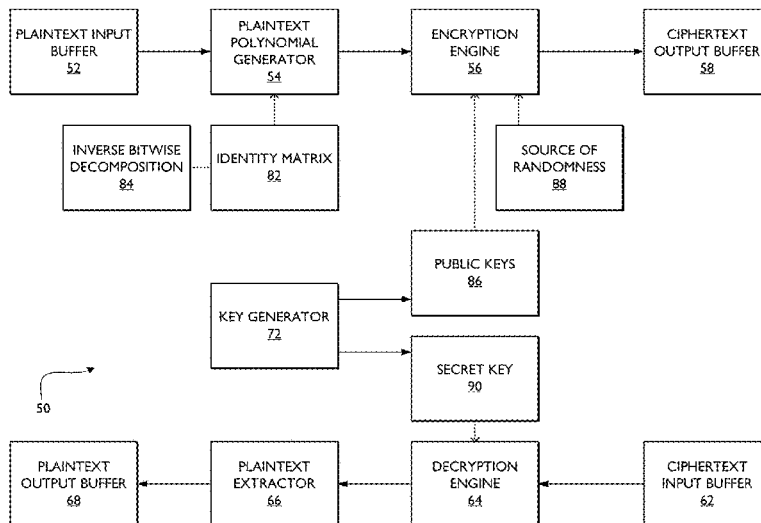 PLAINTEXT INPUT
BUFFER
52
PLAINTEXT
POLYNOMIAL
GENERATOR
54
ENCRYPTION
ENGINE
56
CIPHERTEXT
OUTPUT BUFFER
58
INVERSE BITWISE
DECOMPOSITION
84
IDENTITY MATRIX
82
SOURCE OF
RANDOMNESS
88
PUBLIC KEYS
86
KEY GENERATOR
72
SECRET KEY
90
50
PLAINTEXT
OUTPUT BUFFER
68
PLAINTEXT
EXTRACTOR
66
DECRYPTION
ENGINE
64
CIPHERTEXT
INPUT BUFFER
62